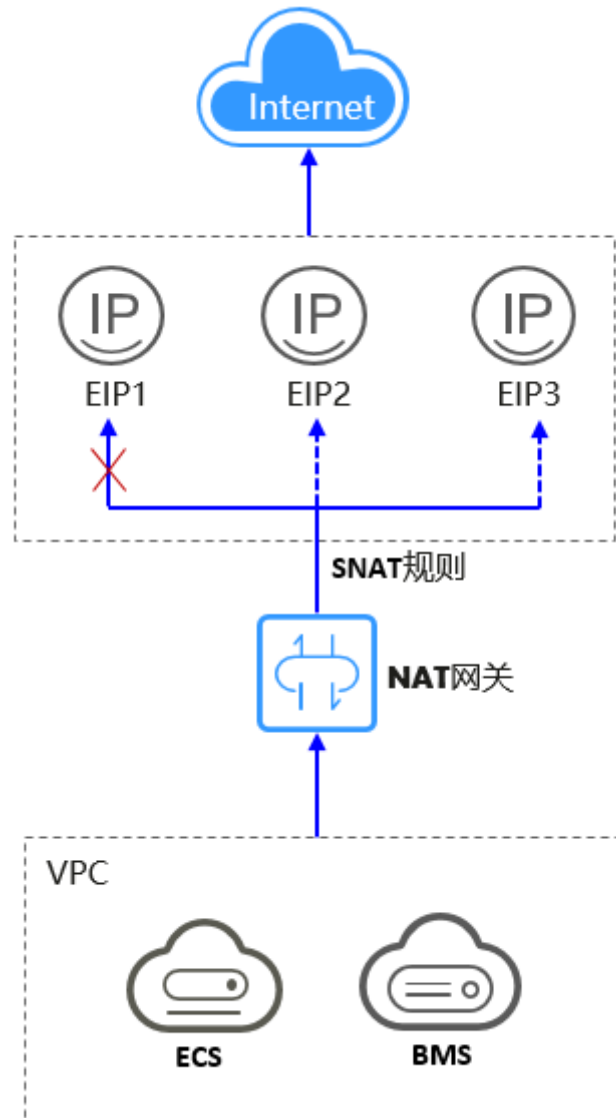 Internet
IP
IP
IP
EIP1
EIP2
EIP3
SNAT规则
NAT网关
VPC
ECS
BMS